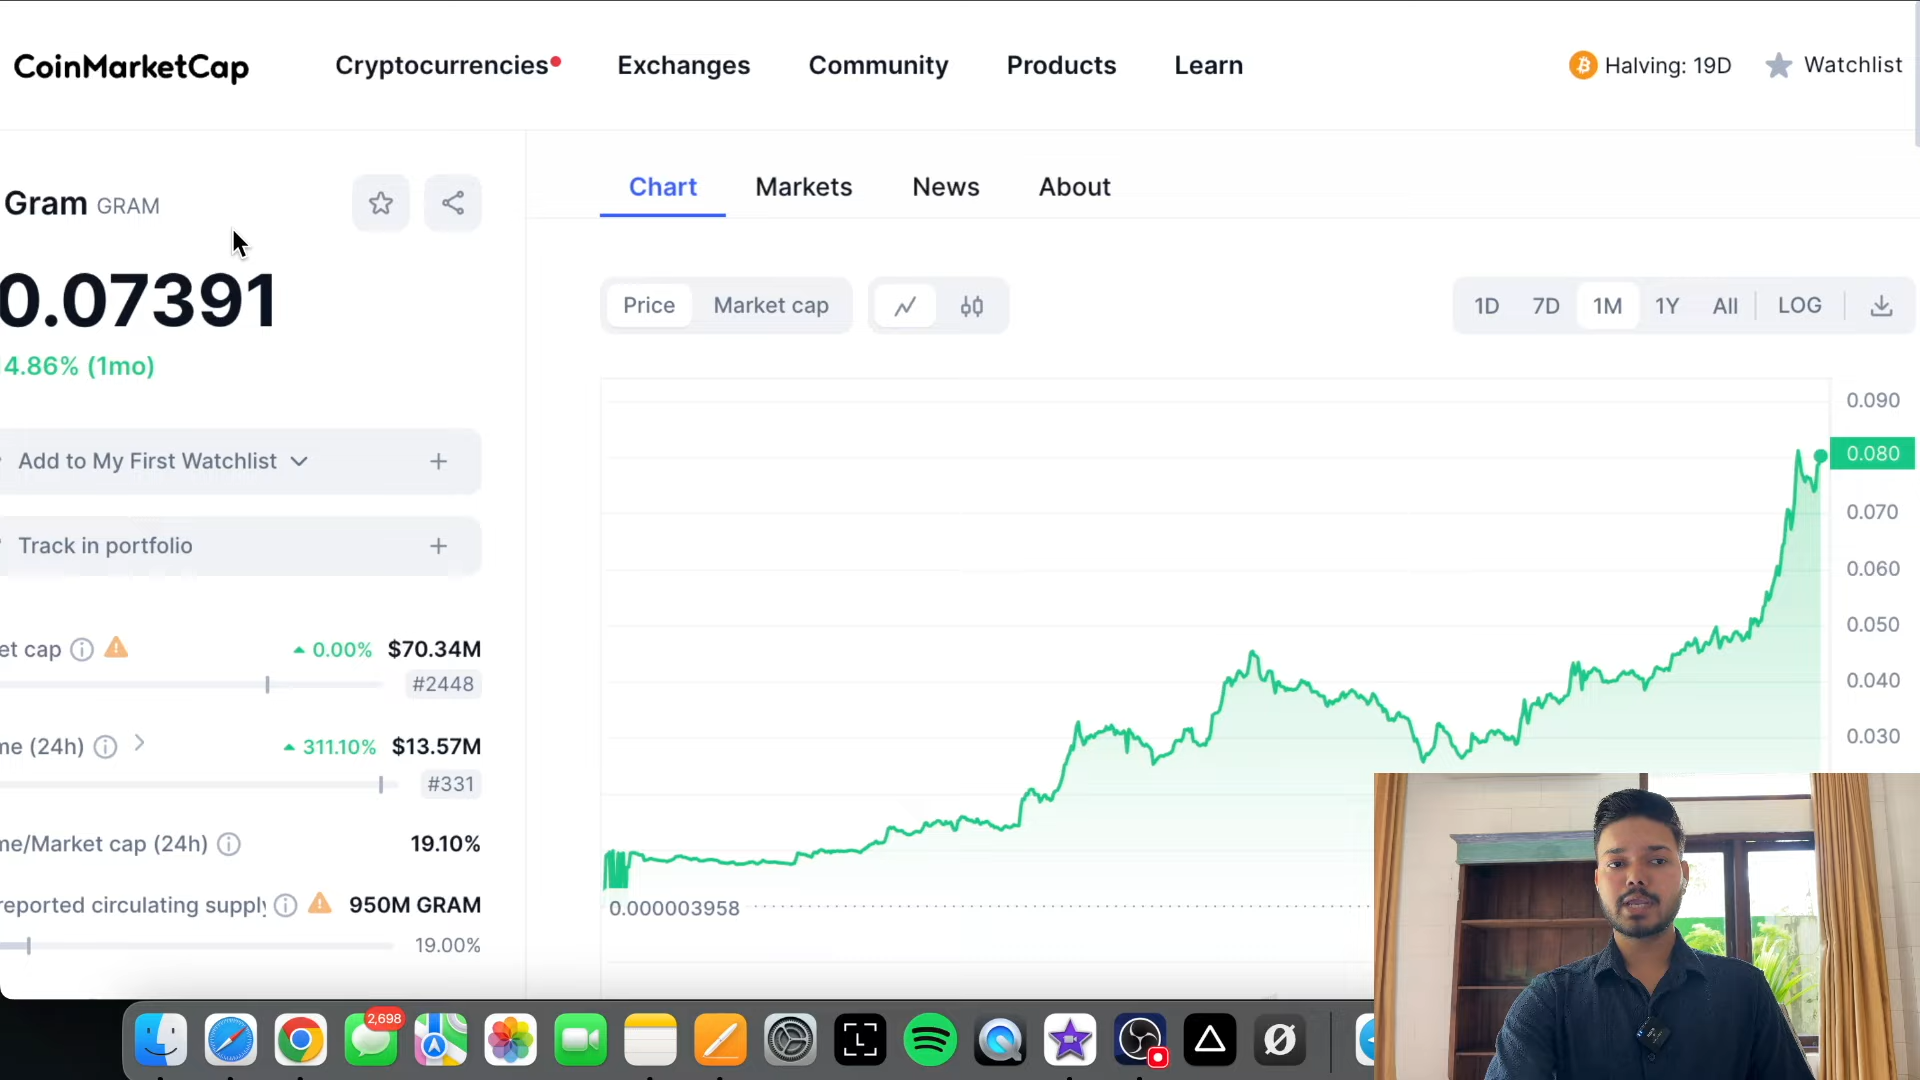 CoinMarketCap
Cryptocurrencies
Exchanges
Community
Products
Learn
Halving: 19D
Watchlist
Gram GRAM
0.07391
4.86% (1mo)
Add to My First Watchlist
Track in portfolio
et cap
0.00% $70.34M
#2448
me (24h)
311.10% $13.57M
#331
me/Market cap (24h)
19.10%
reported circulating supply
950M GRAM
19.00%
Chart
Markets
News
About
Price
Market cap
1D
7D
1M
1Y
All
LOG
0.090
0.080
0.070
0.060
0.050
0.040
0.030
0.000003958
2,698